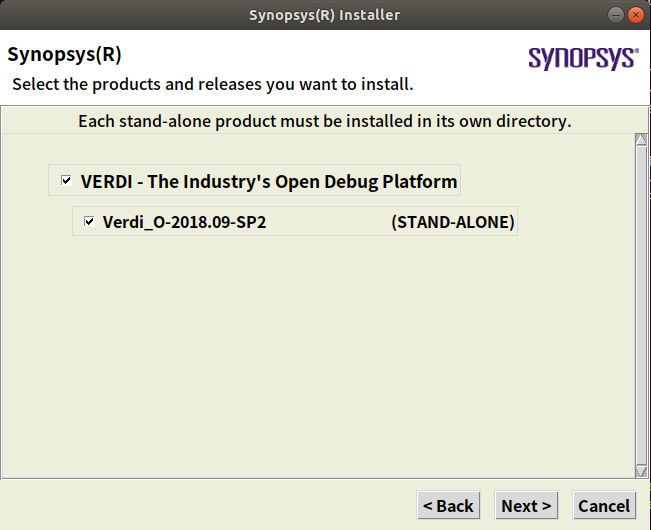 Synopsys(R) Installer
Synopsys(R)
SYNOPSYS®
Select the products and releases you want to install.
Each stand-alone product must be installed in its own directory.
VERDI - The Industry's Open Debug Platform
Verdi_O-2018.09-SP2 (STAND-ALONE)
< Back Next > Cancel